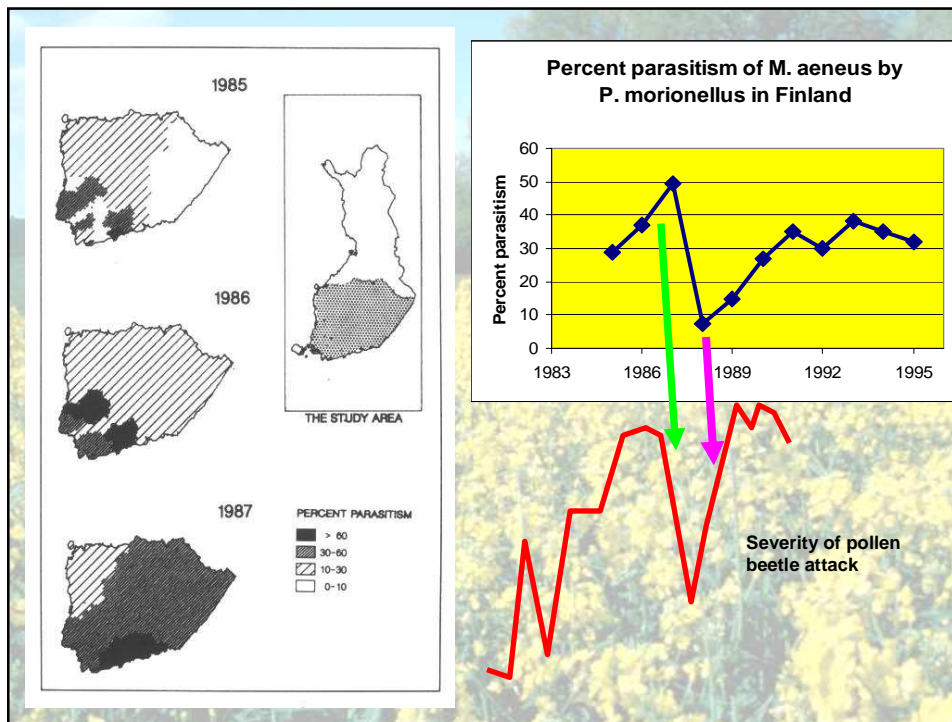 1985
1986
1987
THE STUDY AREA
PERCENT PARASITISM
> 60
30-60
10-30
0-10
Percent parasitism of M. aeneus by
P. morionellus in Finland
Percent parasitism
60
50
40
30
20
10
0
1983 1986 1989 1992 1995
Severity of pollen
beetle attack